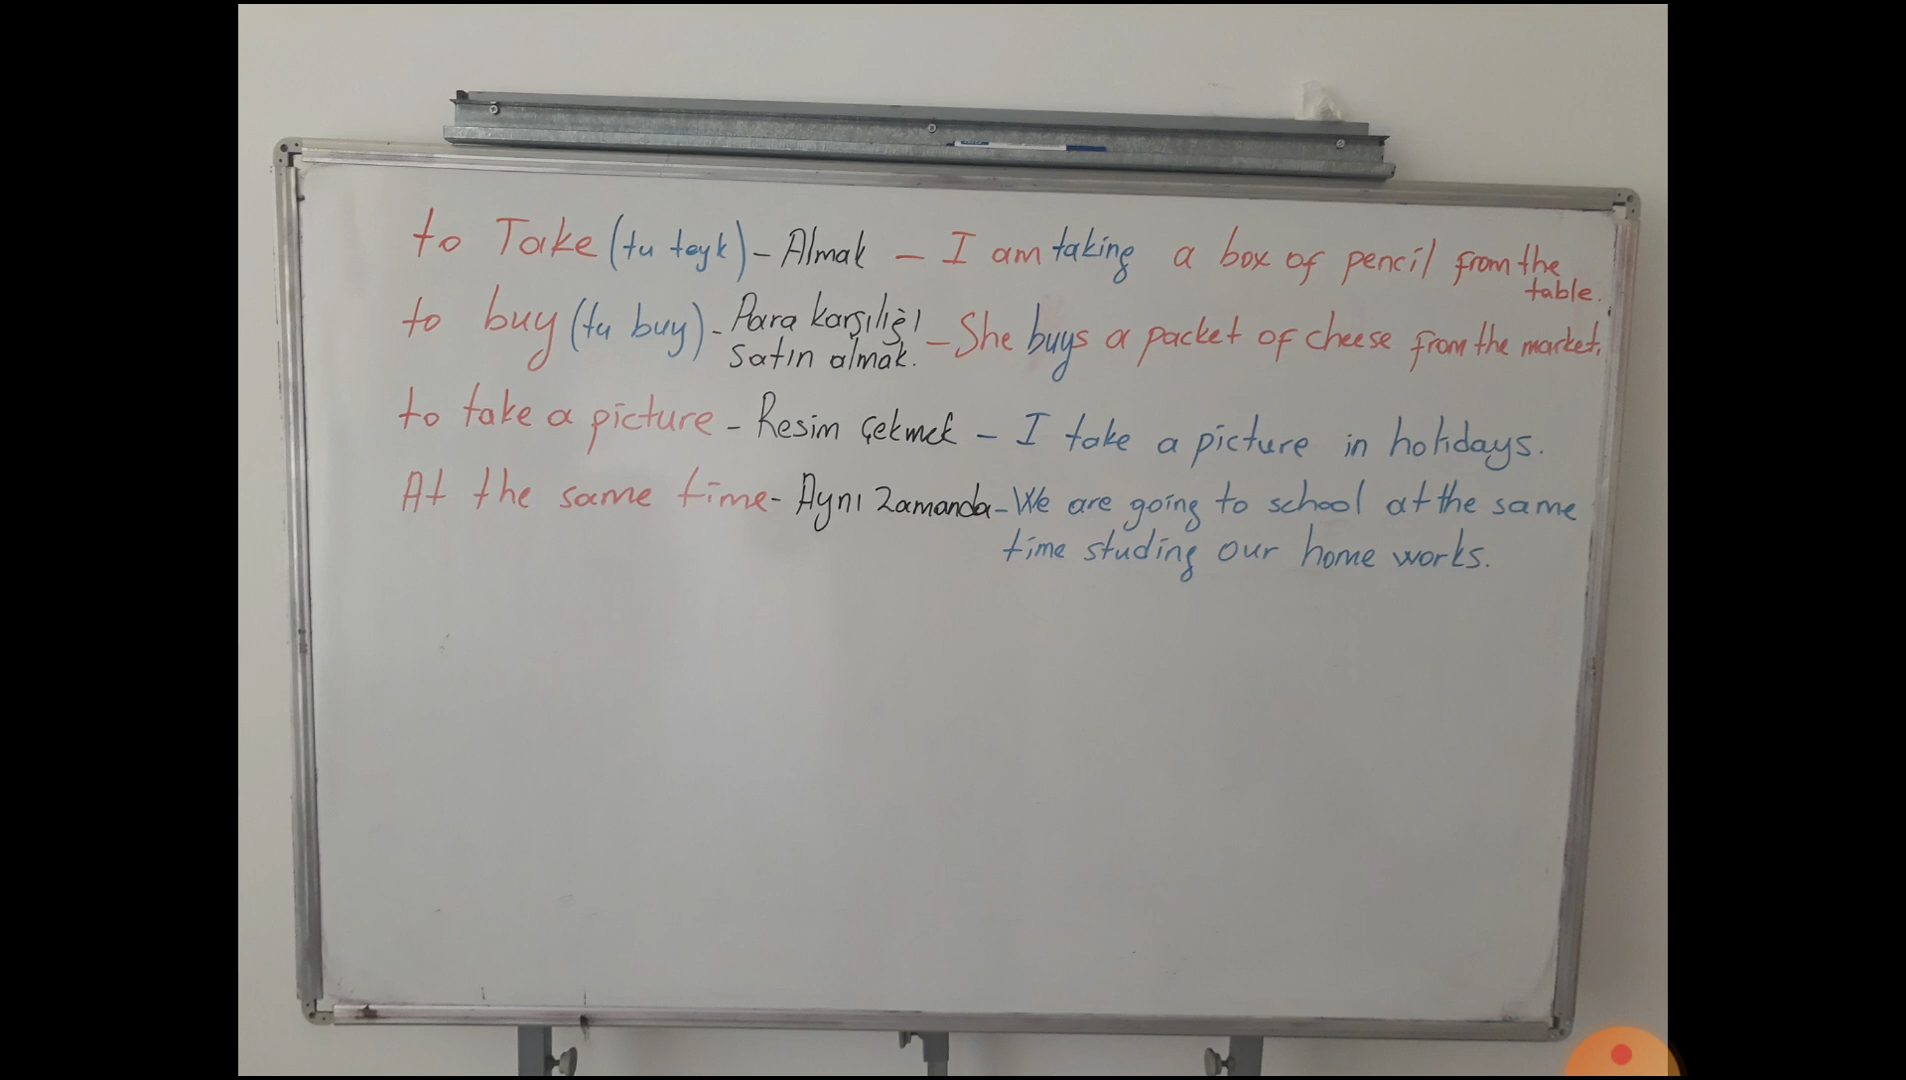 to Take (tu teyk) - Almak - I am taking a box of pencil from the
table.
to buy (tu buy) - Para karşılığı
satın almak. - She buys a packet of cheese from the market.
to take a picture - Resim çekmek - I take a picture in holidays.
At the same time - Aynı zamanda - We are going to school at the same
time studing our home works.